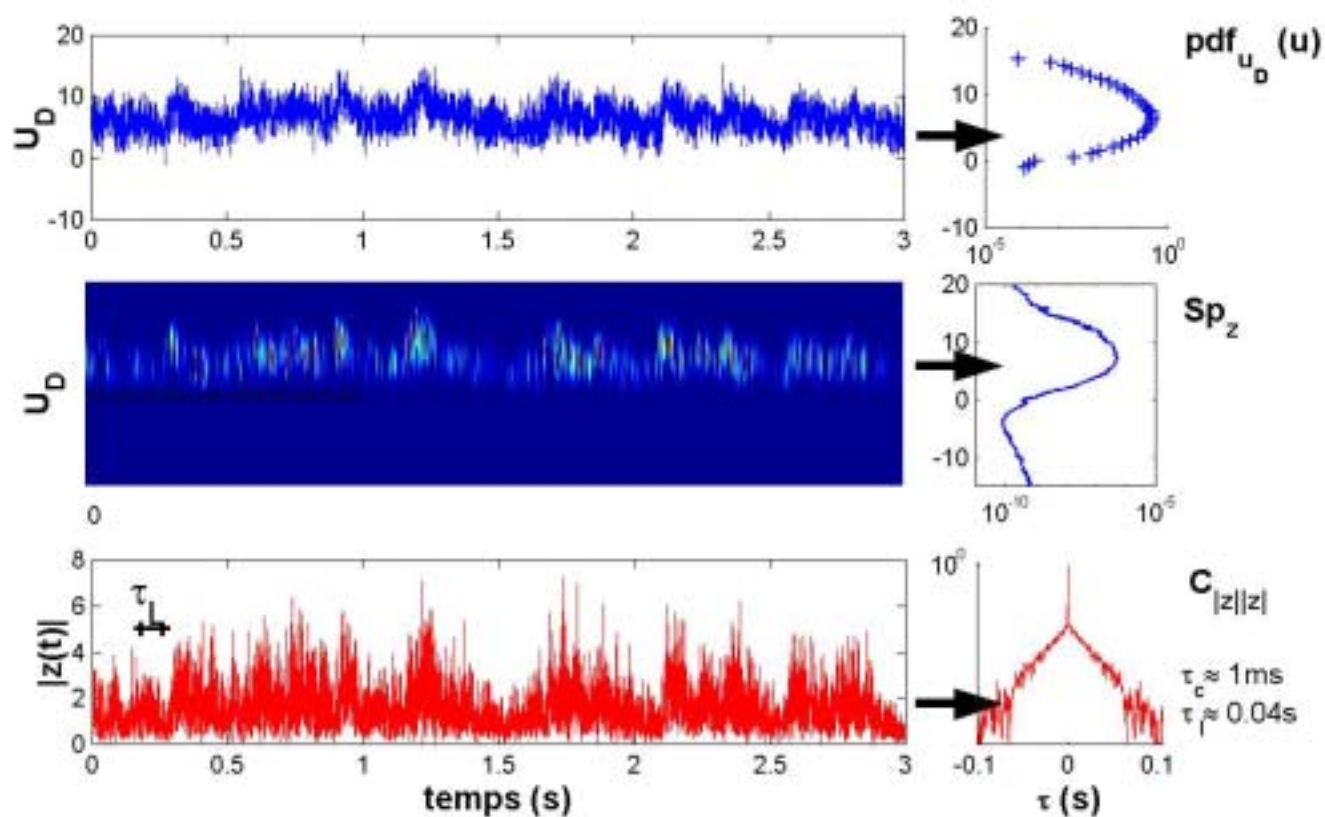 20
10
0
-10
U_D
0 0.5 1 1.5 2 2.5 3
20
10
0
-10
10^-5 10^0
pdf_u_D (u)
U_D
0
20
10
0
-10
10^-10 10^-5
Sp_z
8
6
4
2
0
|z(t)|
τ_L
0 0.5 1 1.5 2 2.5 3
temps (s)
10^0
-0.1 0 0.1
τ (s)
C_|z||z|
τ_c ≈ 1ms
τ_l ≈ 0.04s